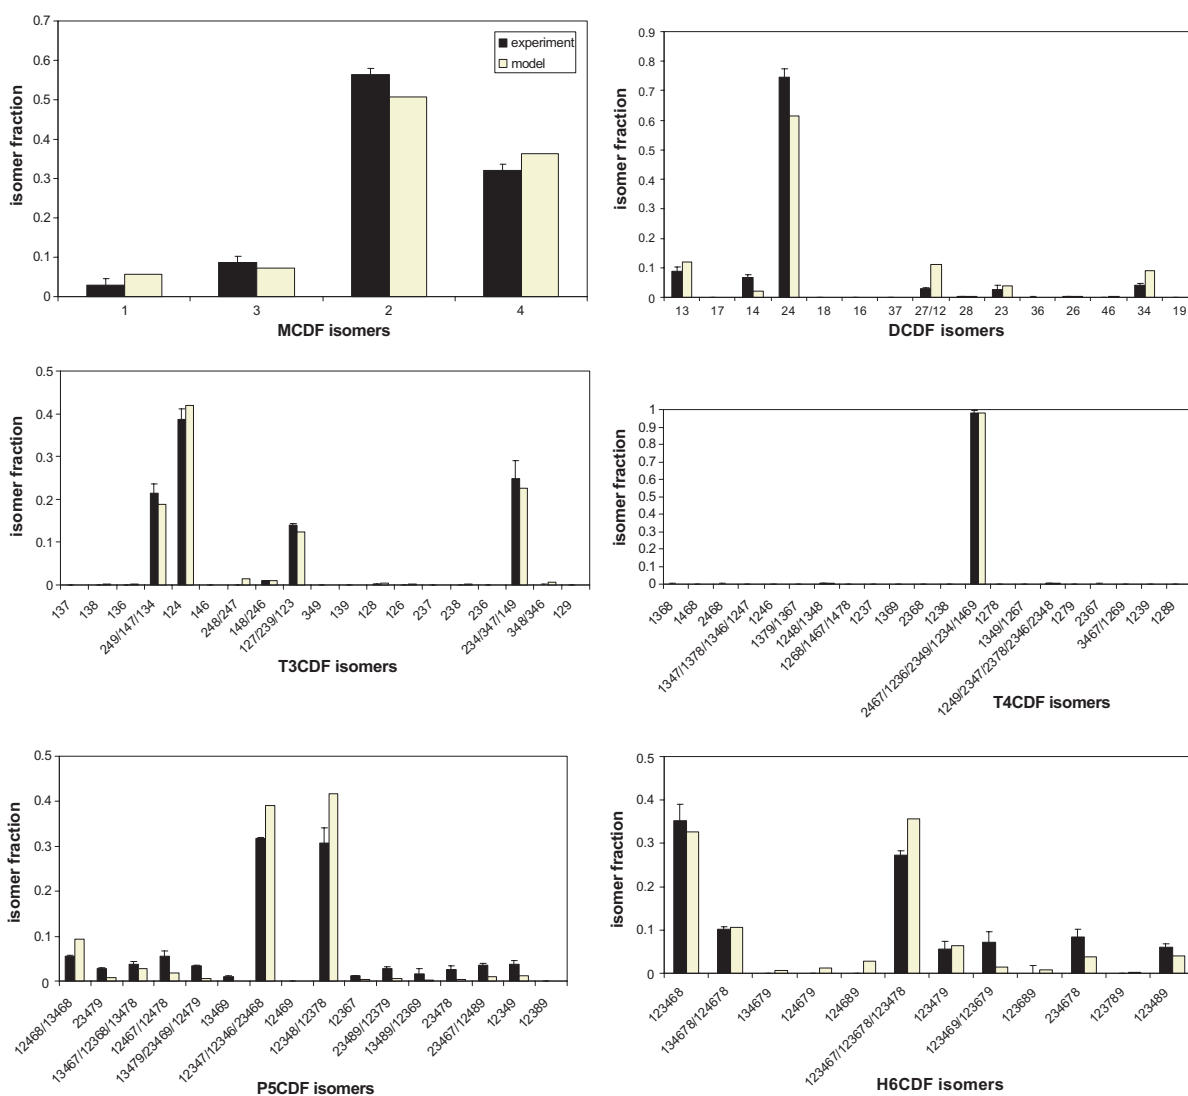 0.7
0.6
0.5
0.4
0.3
0.2
0.1
0
isomer fraction
experiment
model
1 3 2 4
MCDF isomers
0.9
0.8
0.7
0.6
0.5
0.4
0.3
0.2
0.1
0
isomer fraction
13 17 14 24 18 16 37 27/12 28 23 36 26 46 34 19
DCDF isomers
0.5
0.4
0.3
0.2
0.1
0
isomer fraction
137 138 136 249/147/134 124 146 248/247 148/246 127/239/123 349 139 128 126 237 238 236 234/347/149 348/346 129
T3CDF isomers
1
0.9
0.8
0.7
0.6
0.5
0.4
0.3
0.2
0.1
0
isomer fraction
1368 1468 2468 1347/1378/1346/1247 1246 1379/1367 1248/1348 1268/1467/1478 1237 1369 2368 1238 2467/1236/2349/1234/1469 1278 1349/1267 1249/2347/2378/2346/2348 1279 2367 3467/1269 1239 1289
T4CDF isomers
0.5
0.4
0.3
0.2
0.1
0
isomer fraction
12468/13468 23479 13467/12368/13478 12467/12478 13479/23469/12479 13469 12347/12346/23468 12469 12348/12378 12367 23489/12379 13489/12369 23478 23467/12489 12349 12389
P5CDF isomers
0.5
0.4
0.3
0.2
0.1
0
isomer fraction
123468 134678/124678 134679 124679 124689 123467/123678/123478 123479 123469/123679 123689 234678 123789 123489
H6CDF isomers